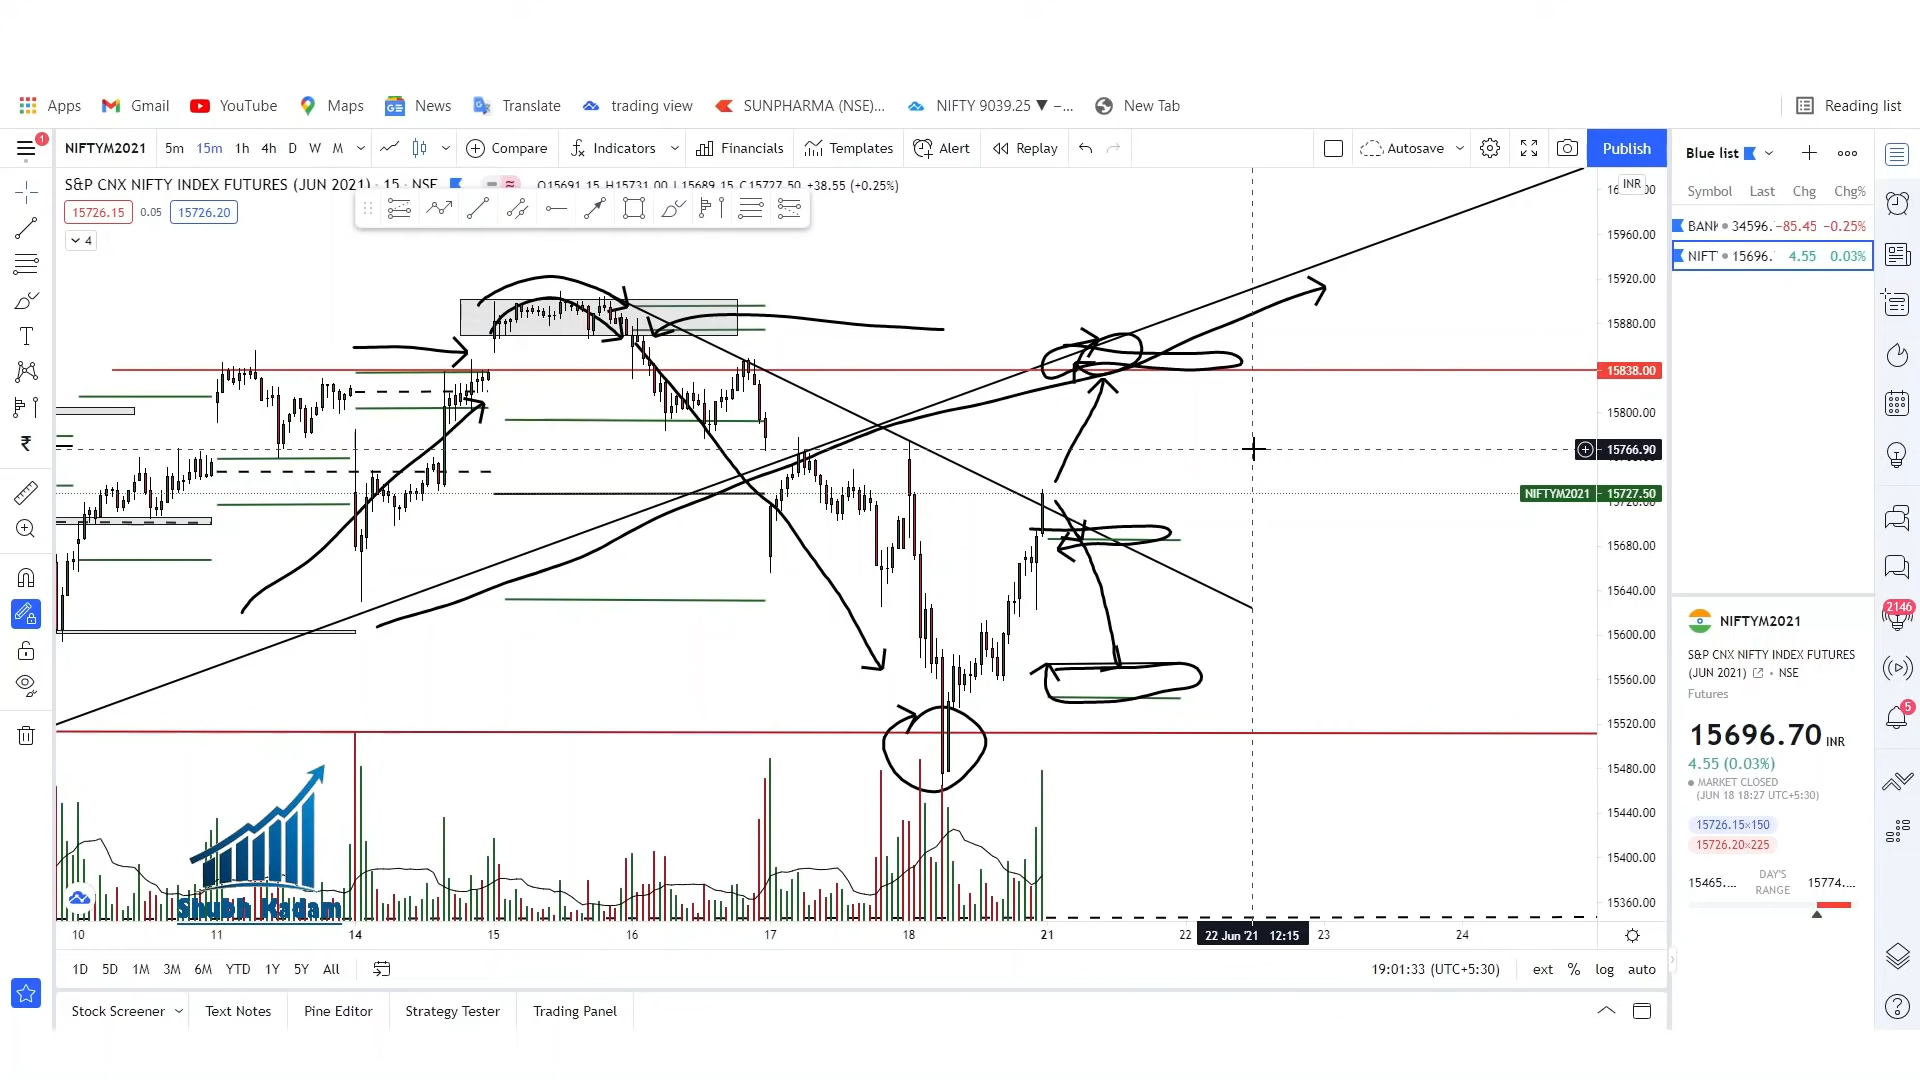 Apps Gmail YouTube Maps News Translate trading view SUNPHARMA (NSE)... NIFTY 9039.25 ▼ −... New Tab Reading list
1 NIFTYM2021 5m 15m 1h 4h D W M Compare Indicators Financials Templates Alert Replay Autosave Publish
Blue list
S&P CNX NIFTY INDEX FUTURES (JUN 2021) · 15 · NSE O15691.15 H15731.00 L15689.15 C15727.50 +38.55 (+0.25%)
INR
Symbol Last Chg Chg%
15726.15 0.05 15726.20
4
BANK 34596. −85.45 −0.25%
NIFT 15696. 4.55 0.03%
15960.00
15920.00
15880.00
15838.00
15800.00
15766.90
NIFTYM2021 15727.50
15680.00
15640.00
15600.00
15560.00
15520.00
15480.00
15440.00
15400.00
15360.00
2146
NIFTYM2021
S&P CNX NIFTY INDEX FUTURES
(JUN 2021) • NSE
Futures
5
15696.70 INR
4.55 (0.03%)
MARKET CLOSED
(JUN 18 18:27 UTC+5:30)
15726.15×150
15726.20×225
15465.... DAY'S RANGE 15774....
Shubh Kadam
10 11 14 15 16 17 18 21 22 22 Jun '21 12:15 23 24
1D 5D 1M 3M 6M YTD 1Y 5Y All 19:01:33 (UTC+5:30) ext % log auto
Stock Screener Text Notes Pine Editor Strategy Tester Trading Panel